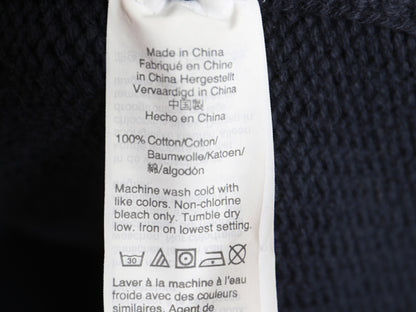 Made in China
Fabriqué en Chine
in China Hergestellt
Vervaardigd in China
中国製
Hecho en China
100% Cotton/Coton/
Baumwolle/Katoen/
綿/algodón
Machine wash cold with
like colors. Non-chlorine
bleach only. Tumble dry
low. Iron on lowest setting.
30
Laver à la machine à l'eau
froide avec des couleurs
similaires. Agent de